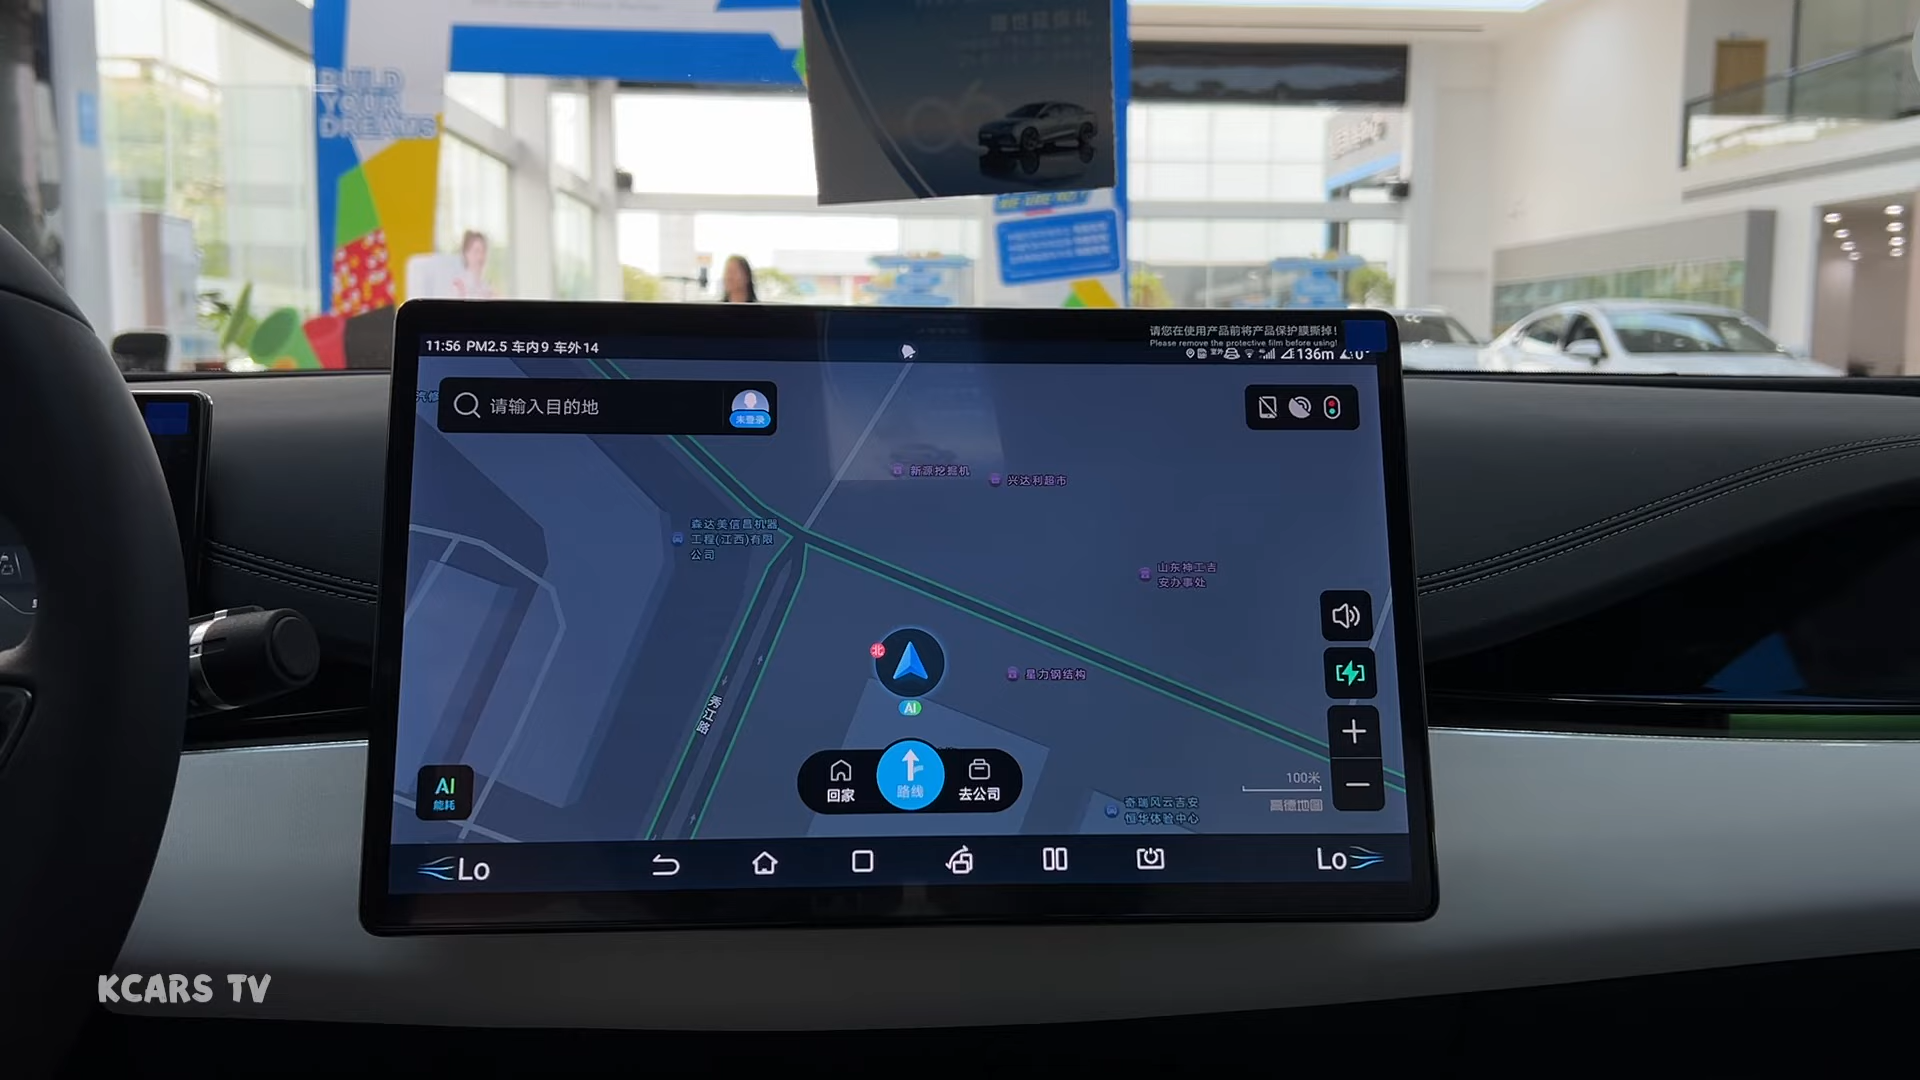 BUILD
YOUR
DREAMS
请您在使用产品前将产品保护膜撕掉!
Please remove the protective film before using!
11:56 PM2.5 车内9 车外14
136m
请输入目的地
未登录
新源挖掘机
兴达利超市
森达美信昌机器
工程(江西)有限
公司
山东神工吉
安办事处
北
星力钢结构
AI
秀江路
AI
能耗
回家
路线
去公司
100米
高德地图
奇瑞风云吉安
恒华体验中心
Lo
Lo
KCARS TV